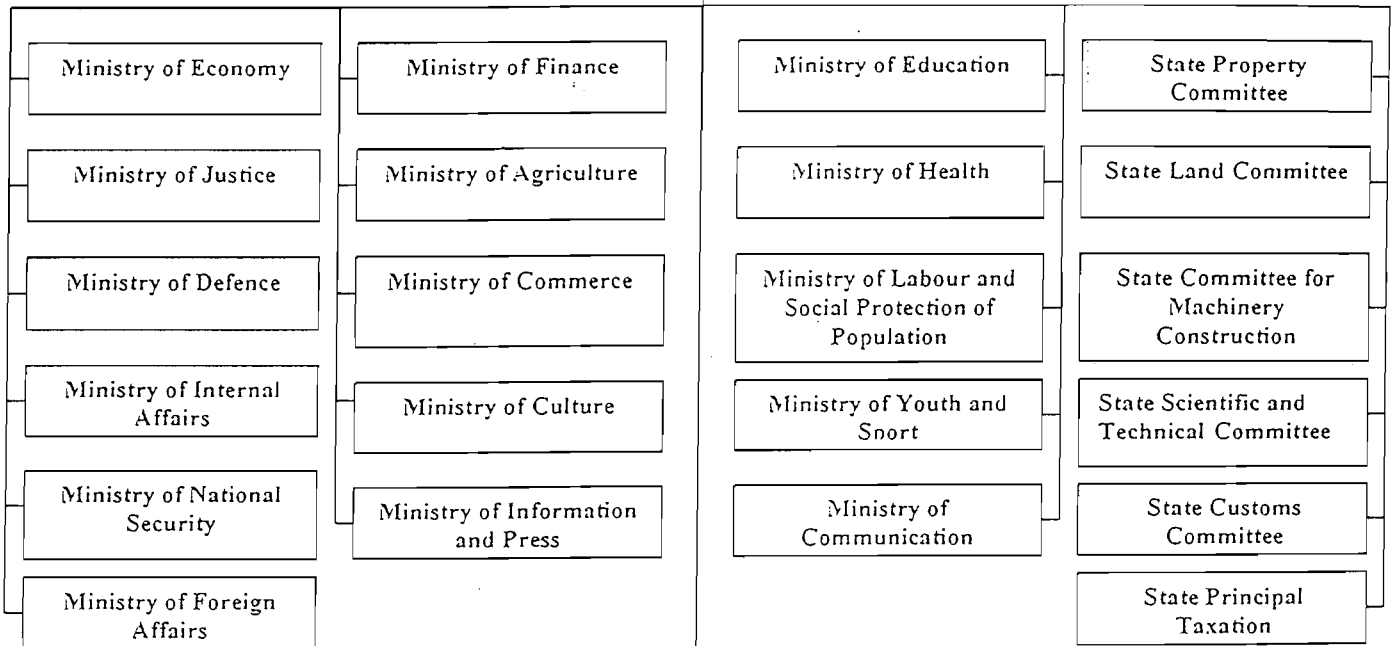 Ministry of Economy
Ministry of Justice
Ministry of Defence
Ministry of Internal
Affairs
Ministry of National
Security
Ministry of Foreign
Affairs
Ministry of Finance
Ministry of Agriculture
Ministry of Commerce
Ministry of Culture
Ministry of Information
and Press
Ministry of Education
Ministry of Health
Ministry of Labour and
Social Protection of
Population
Ministry of Youth and
Snort
Ministry of
Communication
State Property
Committee
State Land Committee
State Committee for
Machinery
Construction
State Scientific and
Technical Committee
State Customs
Committee
State Principal
Taxation